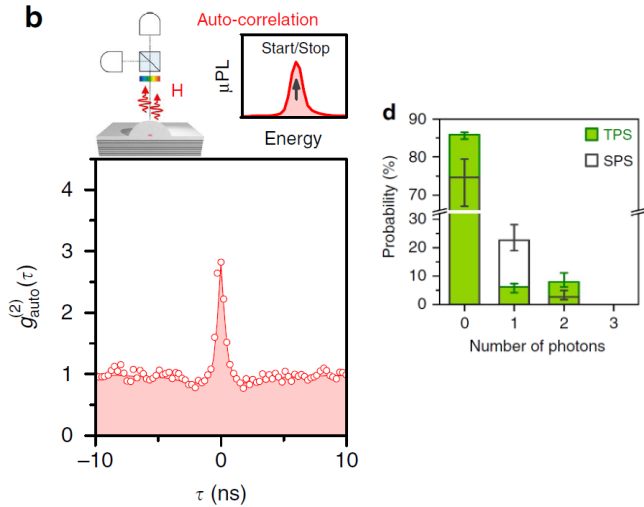 b
Auto-correlation
H
Start/Stop
μPL
Energy
g(2)auto(τ)
4
3
2
1
0
−10
0
10
τ (ns)
d
TPS
SPS
Probability (%)
90
80
70
30
20
10
0
0
1
2
3
Number of photons